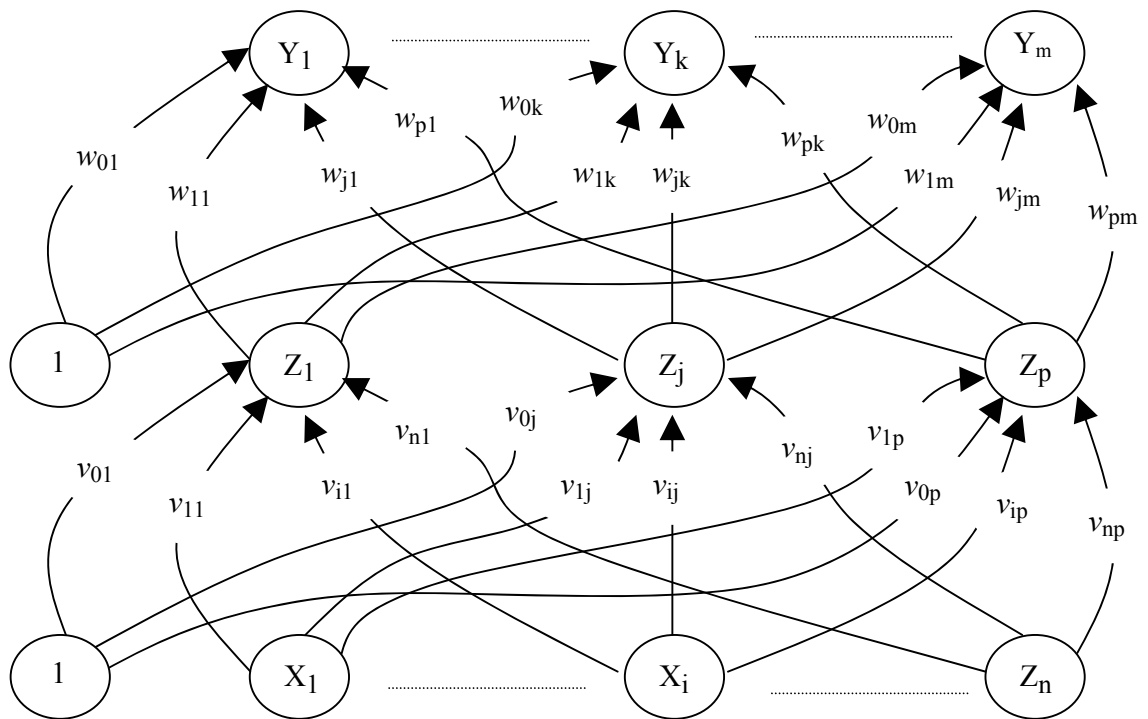 Y₁ Yₖ Yₘ
w₀₁ w₁₁ wⱼ₁ wₚ₁ w₀ₖ w₁ₖ wⱼₖ wₚₖ w₀ₘ w₁ₘ wⱼₘ wₚₘ
1 Z₁ Zⱼ Zₚ
v₀₁ v₁₁ vᵢ₁ vₙ₁ v₀ⱼ v₁ⱼ vᵢⱼ vₙⱼ v₁ₚ v₀ₚ vᵢₚ vₙₚ
1 X₁ Xᵢ Zₙ